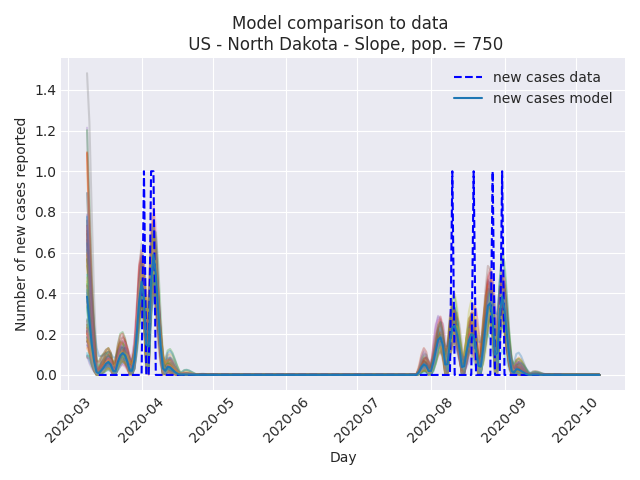 Model comparison to data
US - North Dakota - Slope, pop. = 750
new cases data
new cases model
Number of new cases reported
1.4
1.2
1.0
0.8
0.6
0.4
0.2
0.0
2020-03
2020-04
2020-05
2020-06
2020-07
2020-08
2020-09
2020-10
Day